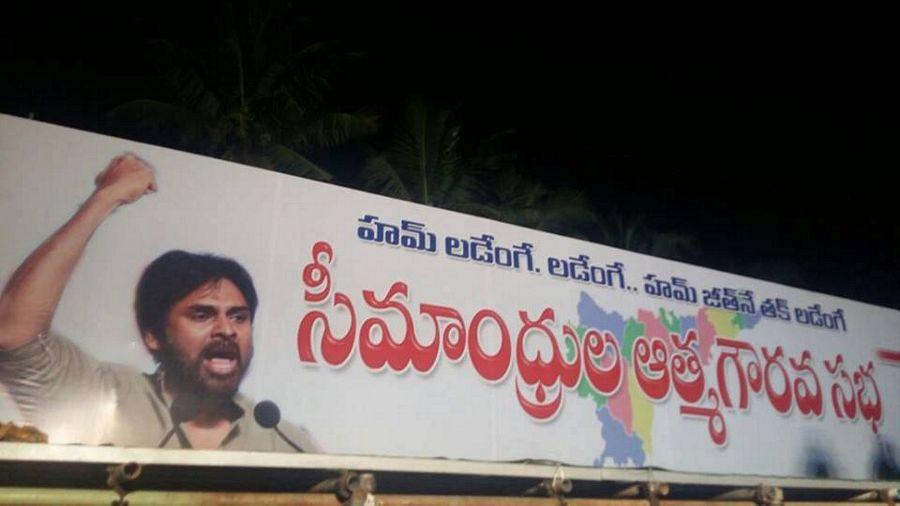 హమ్ లడేంగే. లడేంగే.. హమ్ జీత్‌నే తక్ లడేంగే
సీమాంధ్రుల ఆత్మగౌరవ సభ